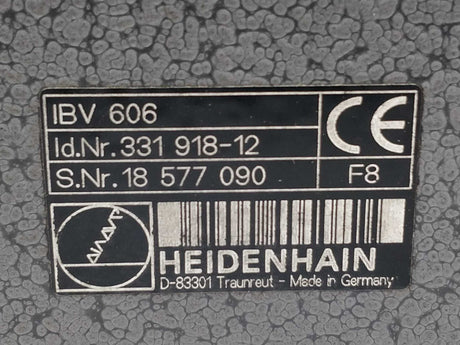 IBV 606
Id.Nr. 331 918-12
S.Nr. 18 577 090
CE
F8
HEIDENHAIN
D-83301 Traunreut - Made in Germany